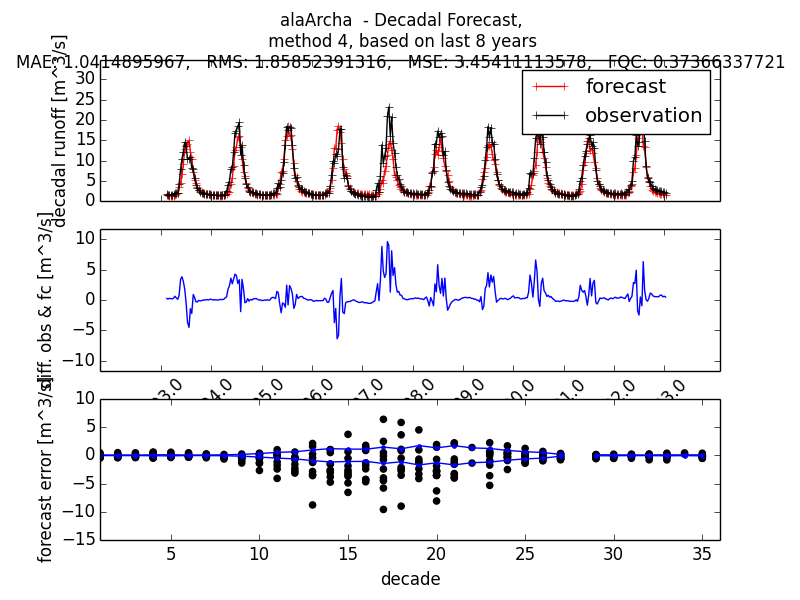 alaArcha - Decadal Forecast,
method 4, based on last 8 years
MAE: 1.0414895967, RMS: 1.85852391316, MSE: 3.45411113578, FQC: 0.37366337721
decadal runoff [m^3/s]
30
25
20
15
10
5
0
forecast
observation
diff. obs & fc [m^3/s]
10
5
0
−5
−10
forecast error [m^3/s]
10
5
0
−5
−10
−15
5 10 15 20 25 30 35
decade